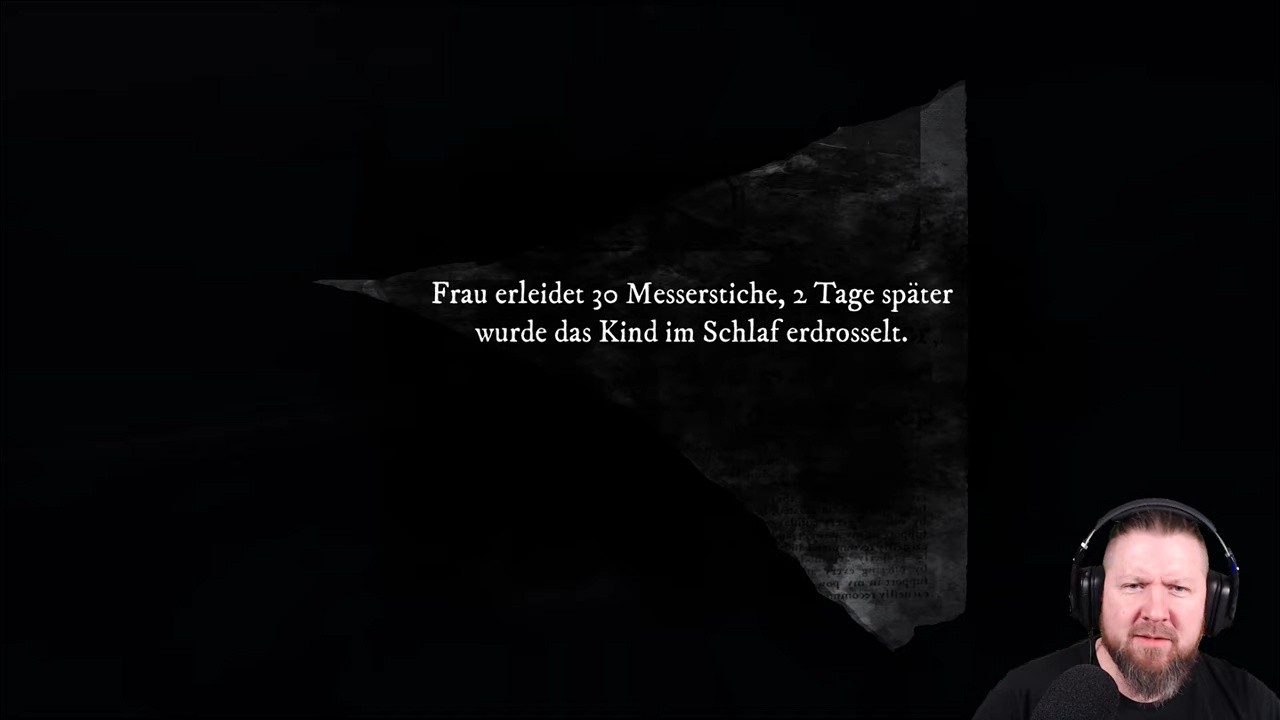 Frau erleidet 30 Messerstiche, 2 Tage später
wurde das Kind im Schlaf erdrosselt.